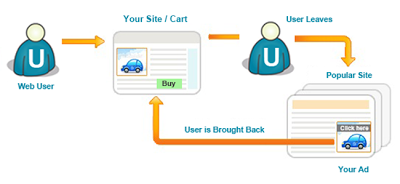 Your Site / Cart
User Leaves
U
U
Web User
Buy
Popular Site
User is Brought Back
Click here
Your Ad